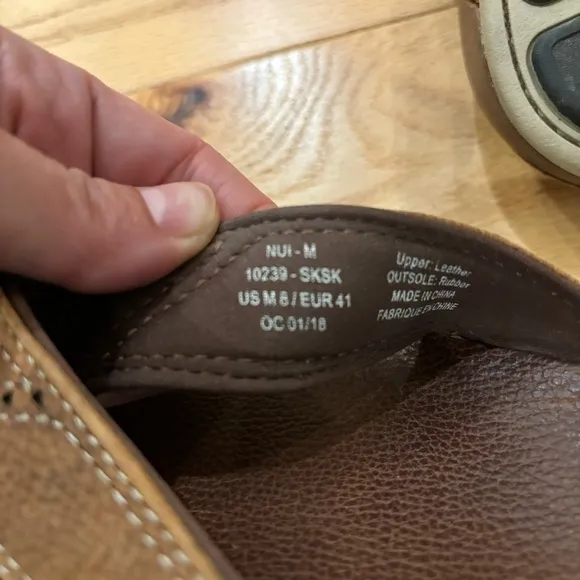 NUI - M
10239 - SKSK
US M 8 / EUR 41
OC 01/18
Upper: Leather
OUTSOLE: Rubber
MADE IN CHINA
FABRIQUE EN CHINE